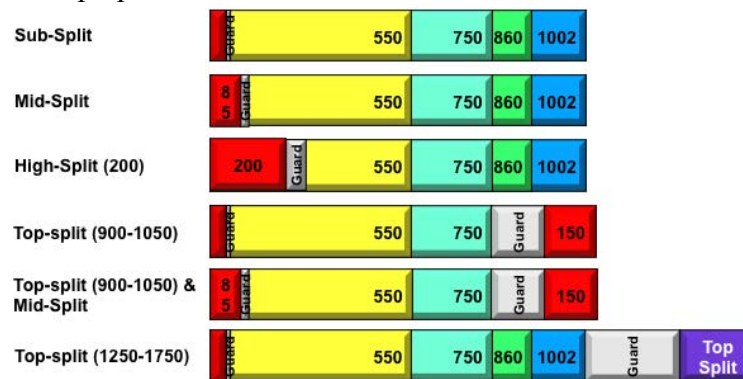 Sub-Split Guard 550 750 860 1002
Mid-Split 8 5 Guard 550 750 860 1002
High-Split (200) 200 Guard 550 750 860 1002
Top-split (900-1050) Guard 550 750 Guard 150
Top-split (900-1050) &
Mid-Split 8 5 Guard 550 750 Guard 150
Top-split (1250-1750) Guard 550 750 860 1002 Guard Top
Split